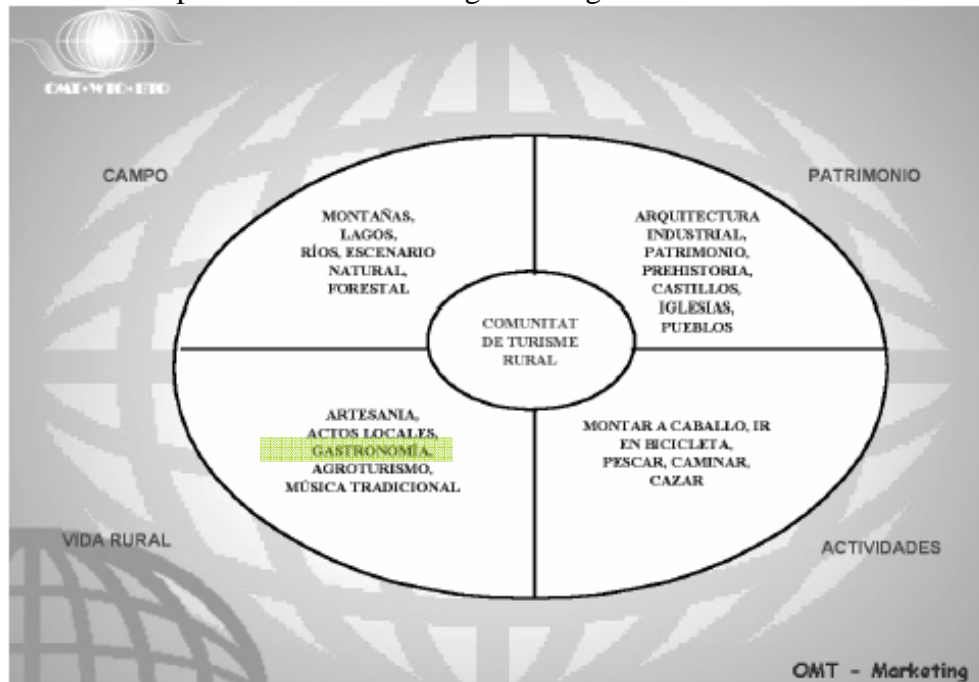 OMT•WTO•BTO
CAMPO
PATRIMONIO
MONTAÑAS,
LAGOS,
RÍOS, ESCENARIO
NATURAL,
FORESTAL
ARQUITECTURA
INDUSTRIAL,
PATRIMONIO,
PREHISTORIA,
CASTILLOS,
IGLESIAS,
PUEBLOS
COMUNITAT
DE TURISME
RURAL
ARTESANIA,
ACTOS LOCALES,
GASTRONOMÍA,
AGROTURISMO,
MÚSICA TRADICIONAL
MONTAR A CABALLO, IR
EN BICICLETA,
PESCAR, CAMINAR,
CAZAR
VIDA RURAL
ACTIVIDADES
OMT - Marketing